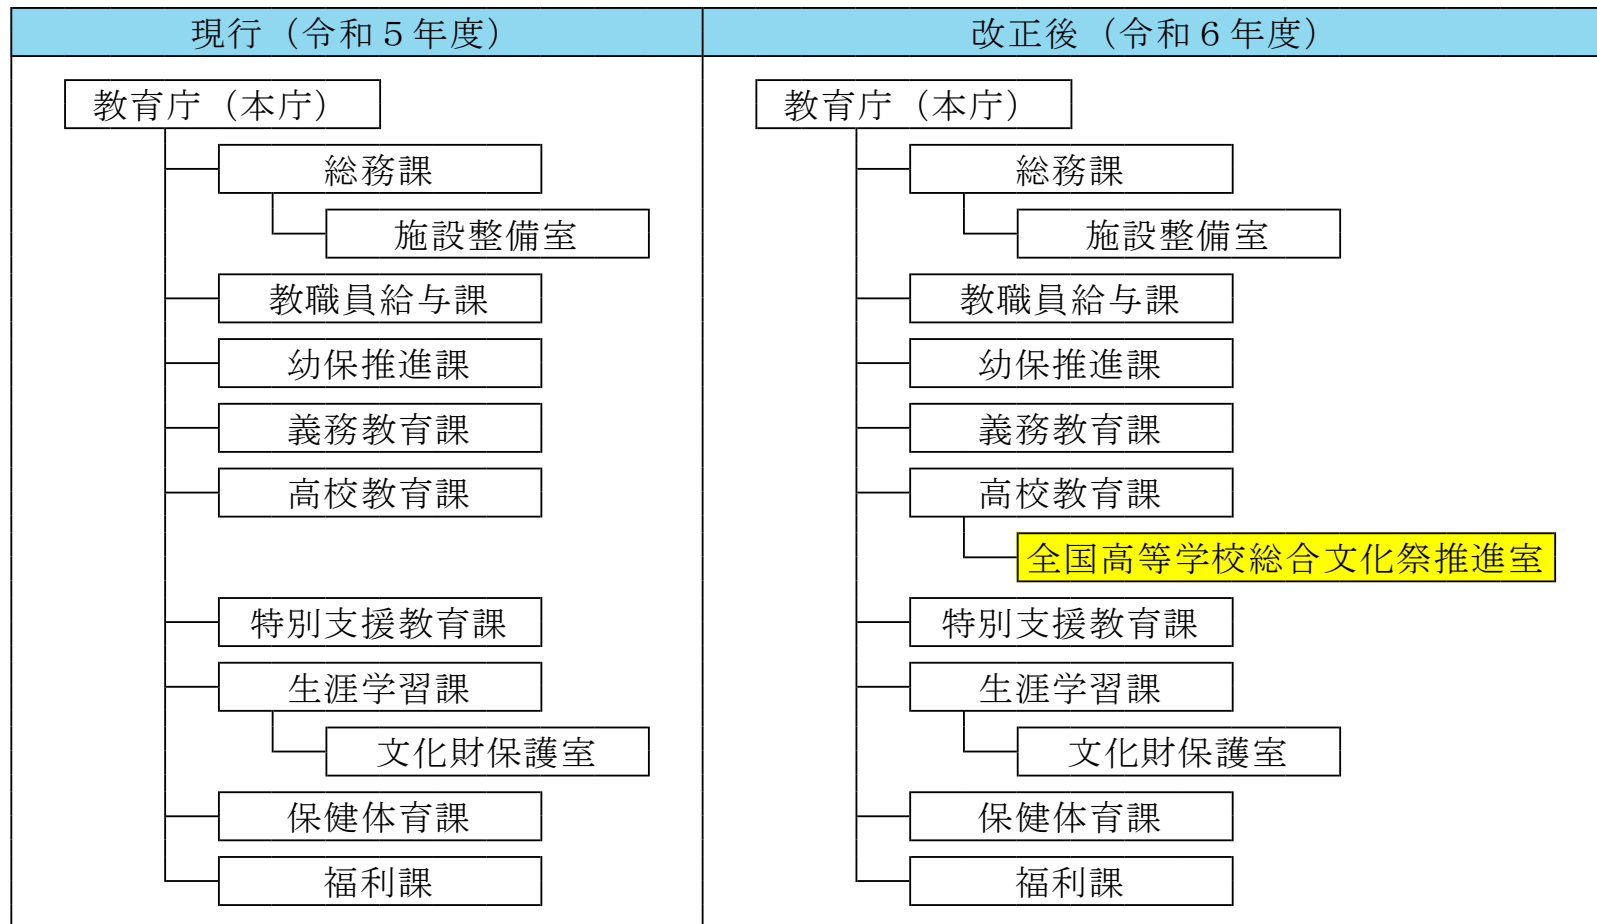 現行（令和５年度）
教育庁（本庁）
総務課
施設整備室
教職員給与課
幼保推進課
義務教育課
高校教育課
特別支援教育課
生涯学習課
文化財保護室
保健体育課
福利課
改正後（令和６年度）
教育庁（本庁）
総務課
施設整備室
教職員給与課
幼保推進課
義務教育課
高校教育課
全国高等学校総合文化祭推進室
特別支援教育課
生涯学習課
文化財保護室
保健体育課
福利課